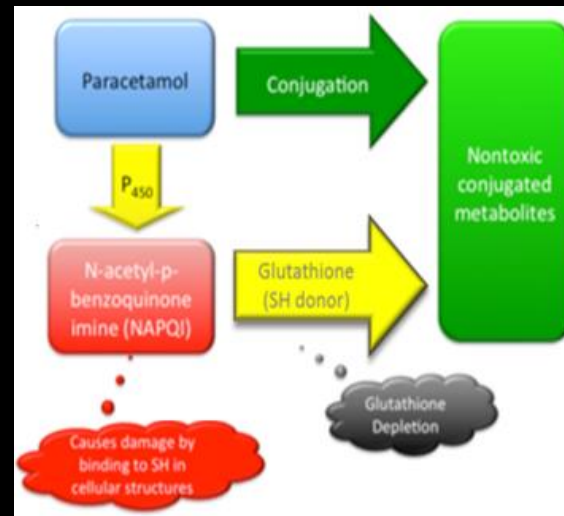 Paracetamol
Conjugation
Nontoxic
conjugated
metabolites
P450
N-acetyl-p-
benzoquinone
imine (NAPQI)
Glutathione
(SH donor)
Glutathione
Depletion
Causes damage by
binding to SH in
cellular structures